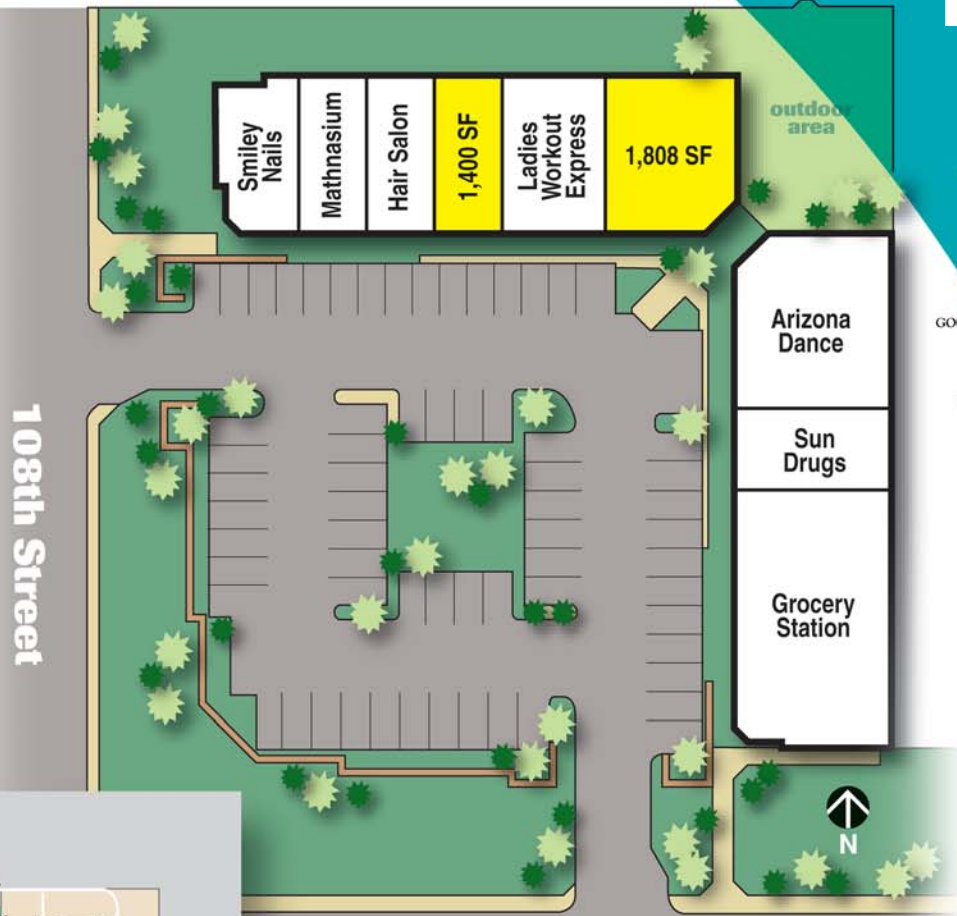 outdoor
area
Smiley
Nails
Mathnasium
Hair Salon
1,400 SF
Ladies
Workout
Express
1,808 SF
Arizona
Dance
Sun
Drugs
Grocery
Station
108th Street
N